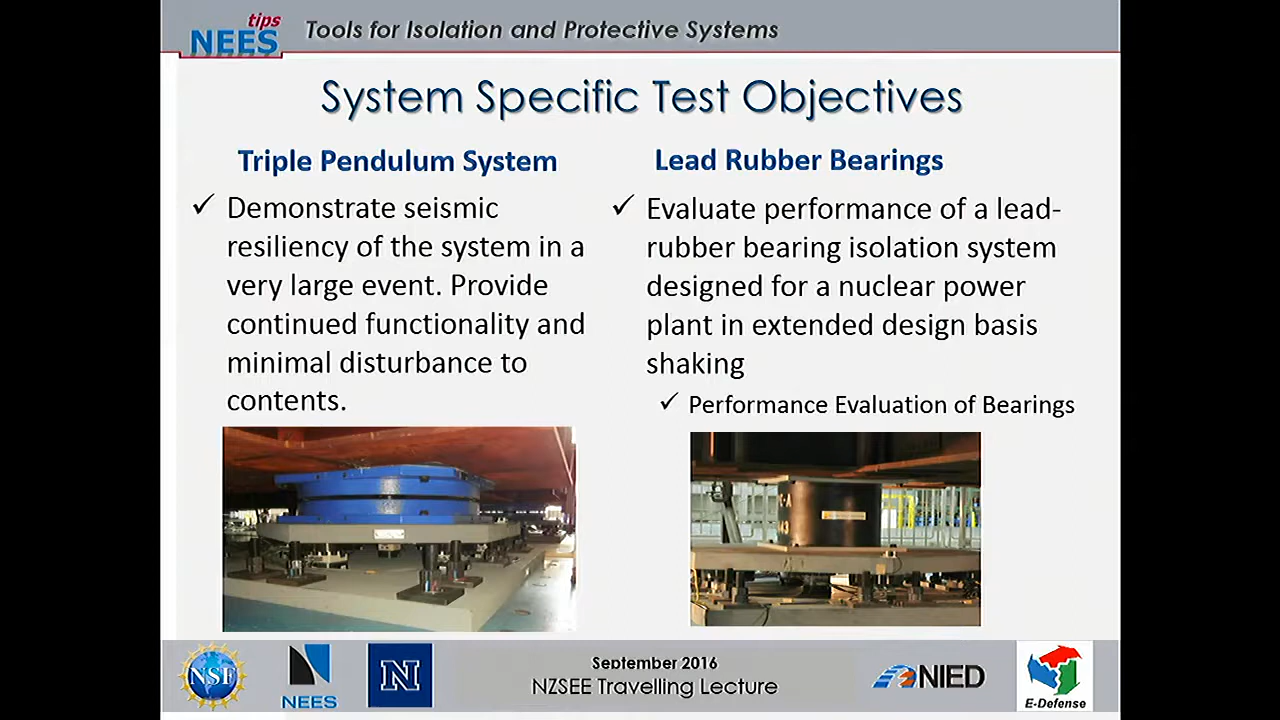 tips
NEES
Tools for Isolation and Protective Systems
System Specific Test Objectives
Triple Pendulum System
✓ Demonstrate seismic
resiliency of the system in a
very large event. Provide
continued functionality and
minimal disturbance to
contents.
Lead Rubber Bearings
✓ Evaluate performance of a lead-
rubber bearing isolation system
designed for a nuclear power
plant in extended design basis
shaking
✓ Performance Evaluation of Bearings
NSF
NEES
N
September 2016
NZSEE Travelling Lecture
NIED
E-Defense